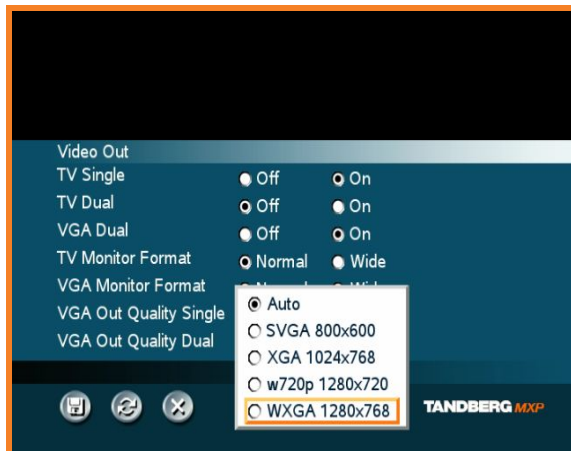 Video Out
TV Single Off On
TV Dual Off On
VGA Dual Off On
TV Monitor Format Normal Wide
VGA Monitor Format
VGA Out Quality Single
VGA Out Quality Dual
Auto
SVGA 800x600
XGA 1024x768
w720p 1280x720
WXGA 1280x768
TANDBERG MXP